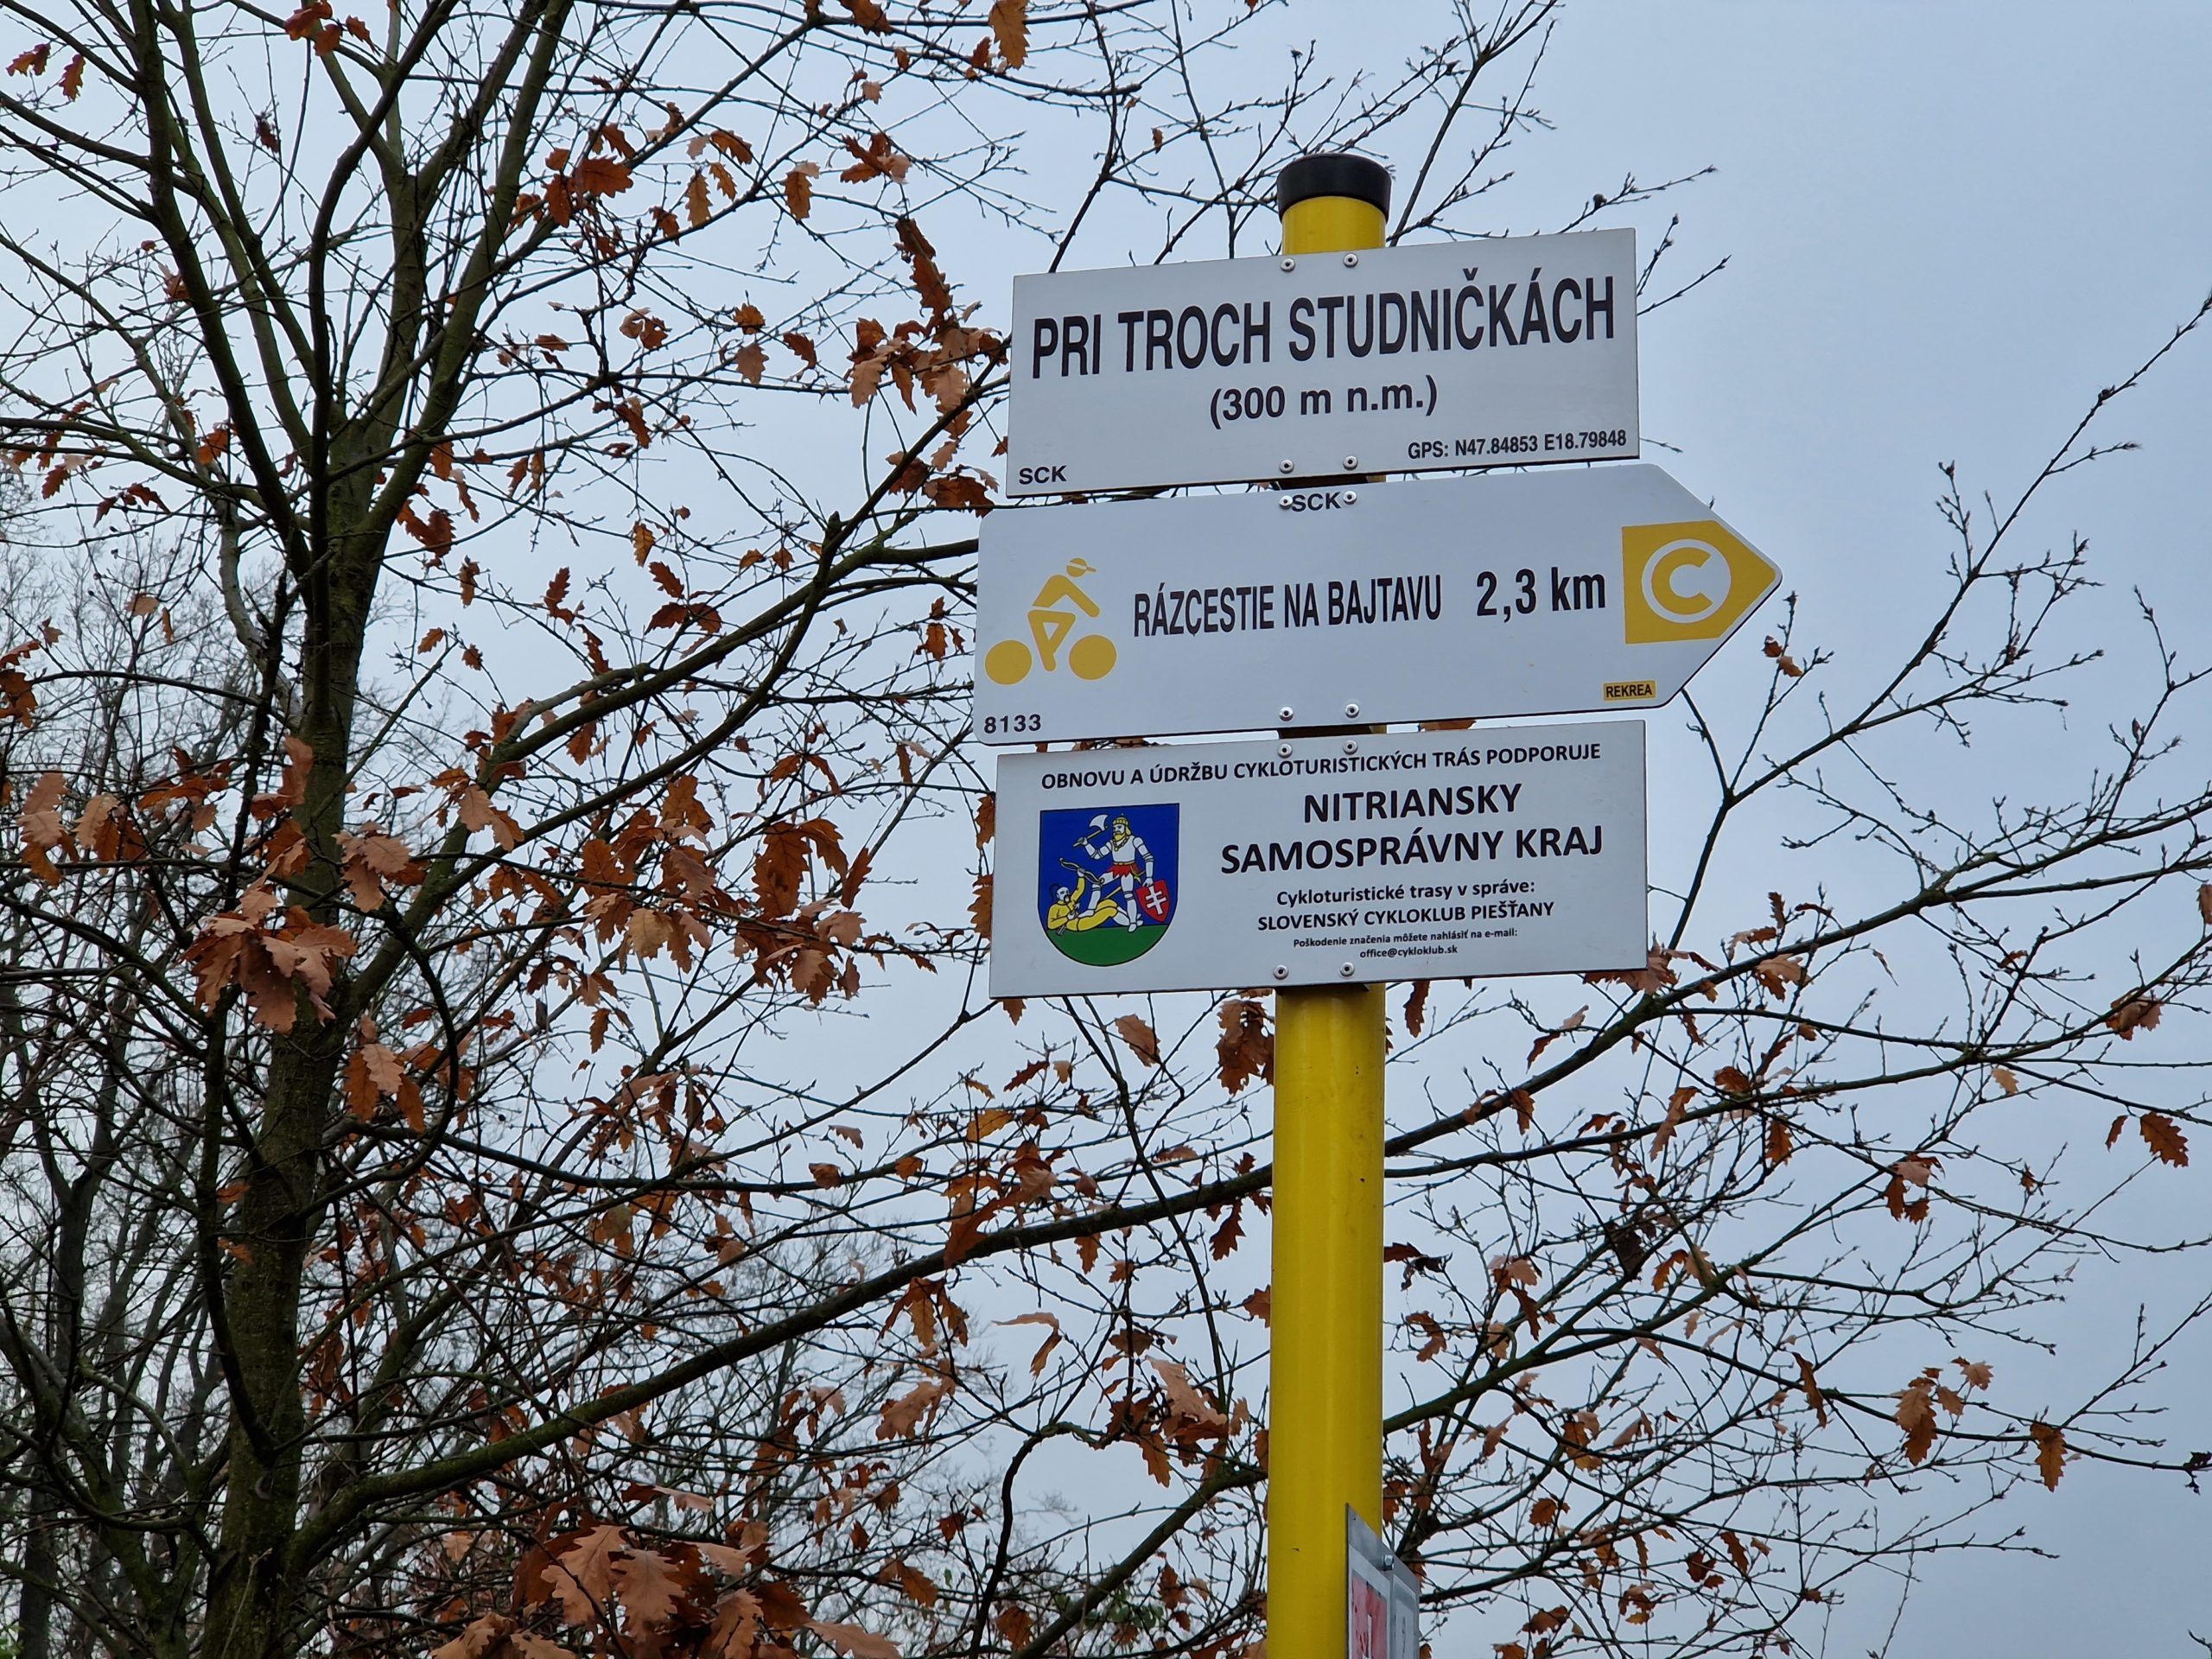 PRI TROCH STUDNIČKÁCH
(300 m n.m.)
GPS: N47.84853 E18.79848
SCK
SCK
RÁZCESTIE NA BAJTAVU 2,3 km C
REKREA
8133
OBNOVU A ÚDRŽBU CYKLOTURISTICKÝCH TRÁS PODPORUJE
NITRIANSKY
SAMOSPRÁVNY KRAJ
Cykloturistické trasy v správe:
SLOVENSKÝ CYKLOKLUB PIEŠŤANY
Poškodenie značenia môžete nahlásiť na e-mail:
office@cykloklub.sk